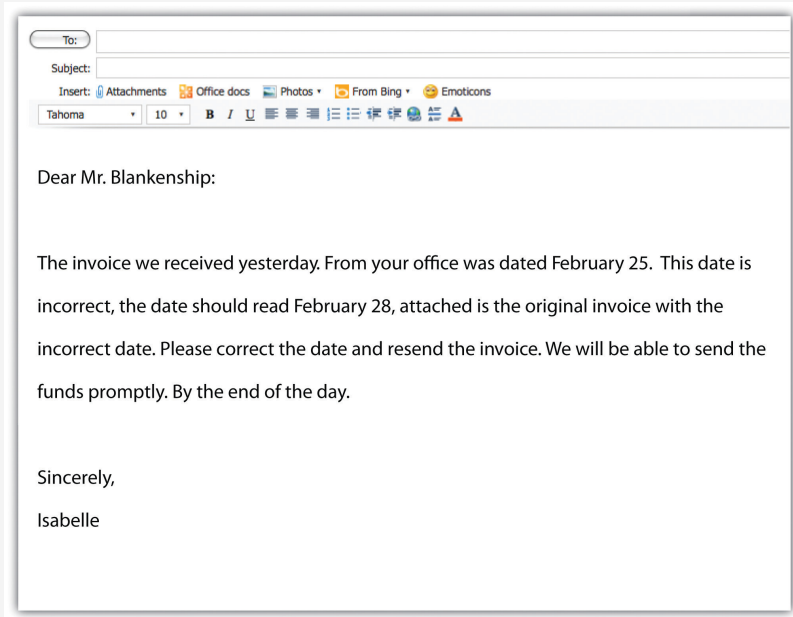 To:
Subject:
Insert: Attachments Office docs Photos From Bing Emoticons
Tahoma 10 B I U A
Dear Mr. Blankenship:
The invoice we received yesterday. From your office was dated February 25. This date is
incorrect, the date should read February 28, attached is the original invoice with the
incorrect date. Please correct the date and resend the invoice. We will be able to send the
funds promptly. By the end of the day.
Sincerely,
Isabelle